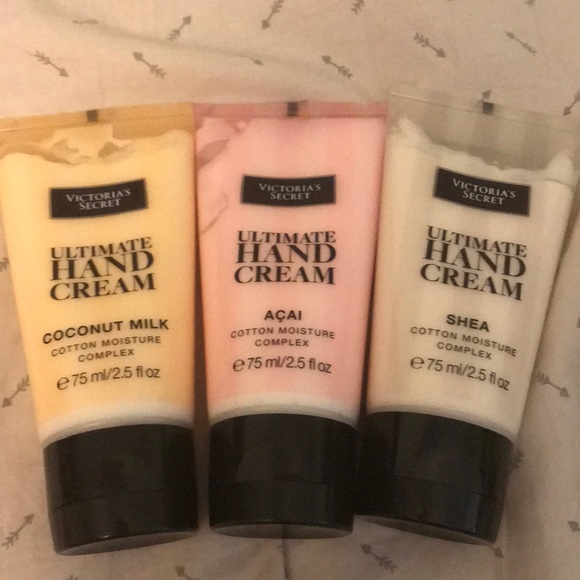 VICTORIA'S
SECRET
ULTIMATE
HAND
CREAM
COCONUT MILK
COTTON MOISTURE
COMPLEX
e 75 ml/2.5 fl oz
VICTORIA'S
SECRET
ULTIMATE
HAND
CREAM
AÇAI
COTTON MOISTURE
COMPLEX
e 75 ml/2.5 fl oz
VICTORIA'S
SECRET
ULTIMATE
HAND
CREAM
SHEA
COTTON MOISTURE
COMPLEX
e 75 ml/2.5 fl oz